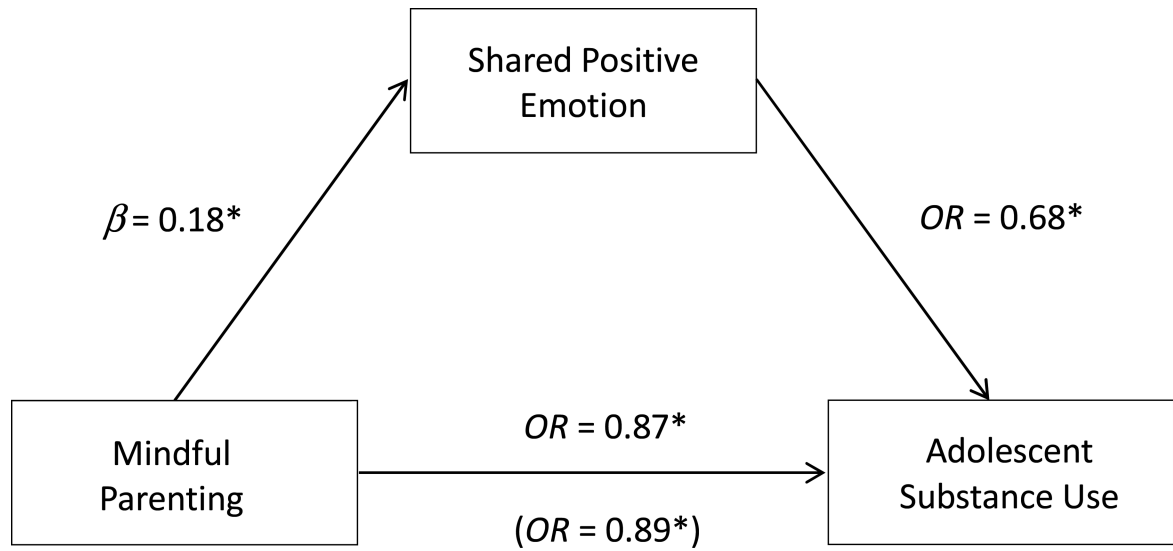 Shared Positive
Emotion
β = 0.18*
OR = 0.68*
Mindful
Parenting
OR = 0.87*
(OR = 0.89*)
Adolescent
Substance Use